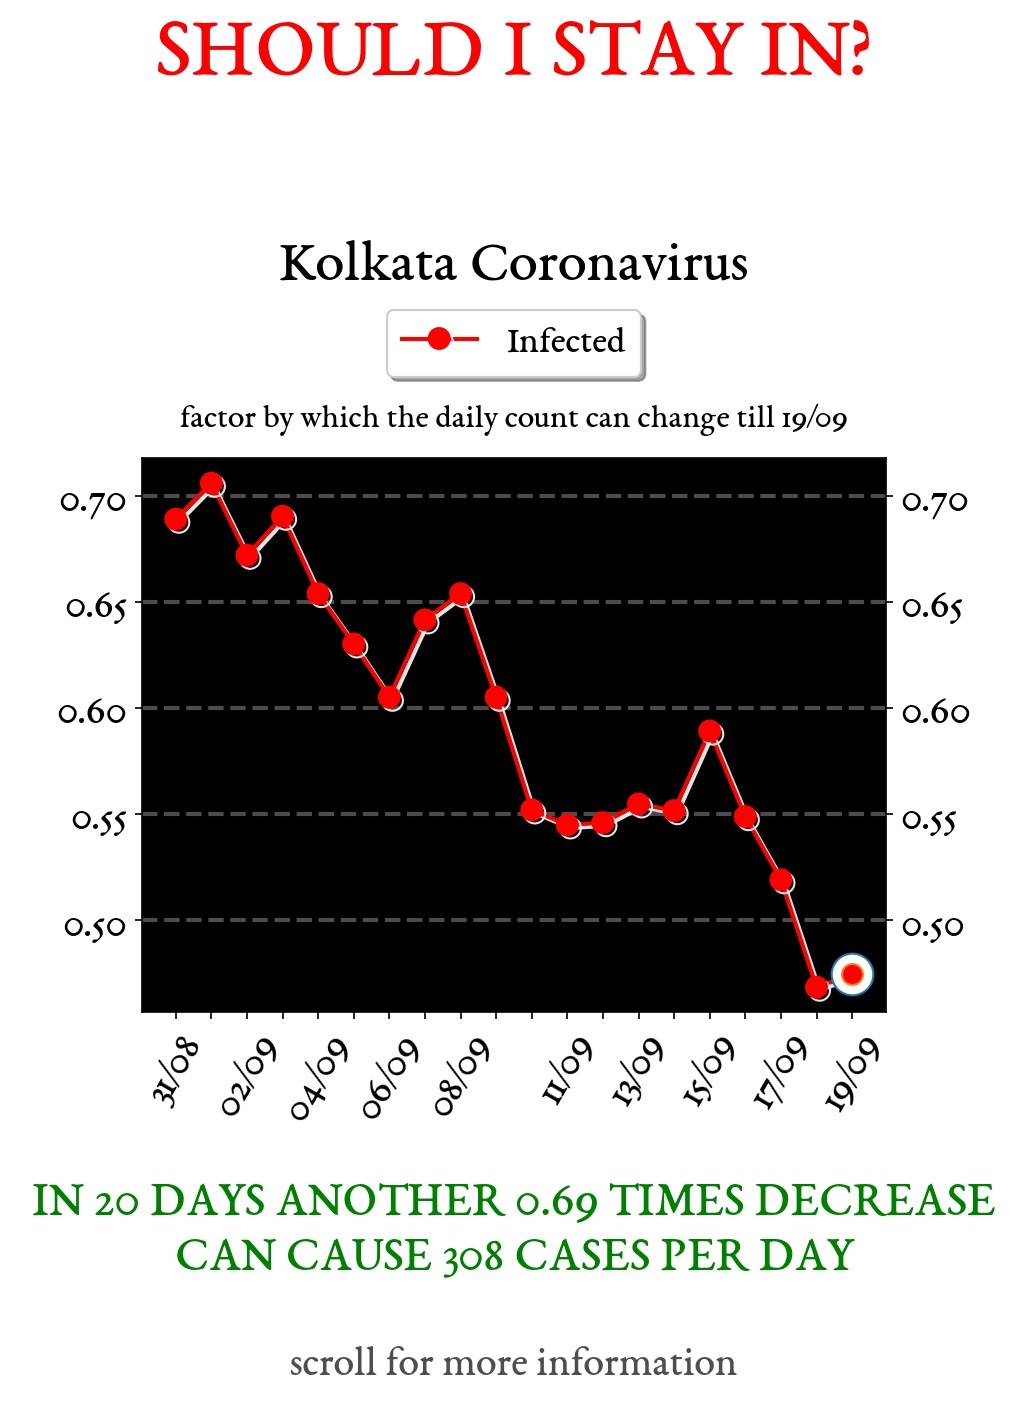 SHOULD I STAY IN?
Kolkata Coronavirus
Infected
factor by which the daily count can change till 19/09
0.70 0.70
0.65 0.65
0.60 0.60
0.55 0.55
0.50 0.50
31/08 02/09 04/09 06/09 08/09 11/09 13/09 15/09 17/09 19/09
IN 20 DAYS ANOTHER 0.69 TIMES DECREASE
CAN CAUSE 308 CASES PER DAY
scroll for more information